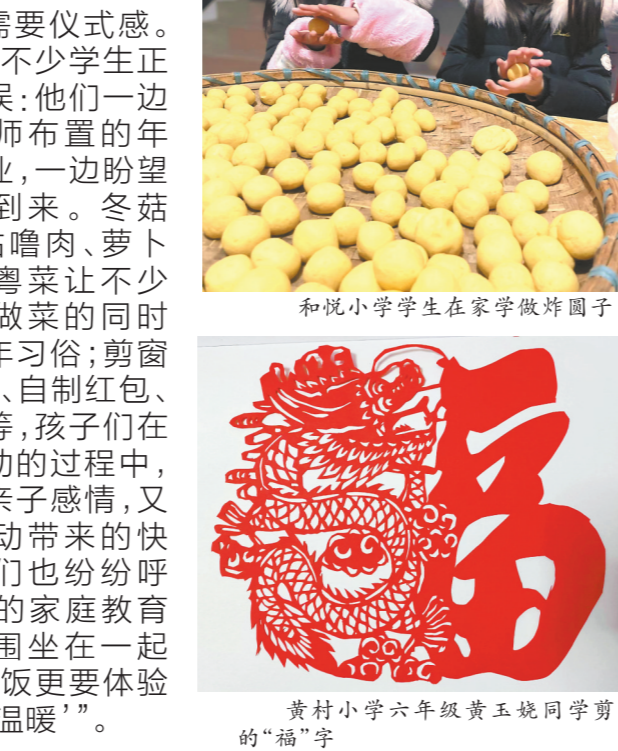 需要仪式感。
不少学生正
误：他们一边
师布置的年
业，一边盼望
到来。冬菇
咕噜肉、萝卜
粤菜让不少
做菜的同时
年习俗；剪窗
、自制红包、
等，孩子们在
动的过程中，
亲子感情，又
动带来的快
们也纷纷呼
的家庭教育
围坐在一起
饭更要体验
温暖’”。
和悦小学学生在家学做炸圆子
福
黄村小学六年级黄玉娆同学剪
的“福”字